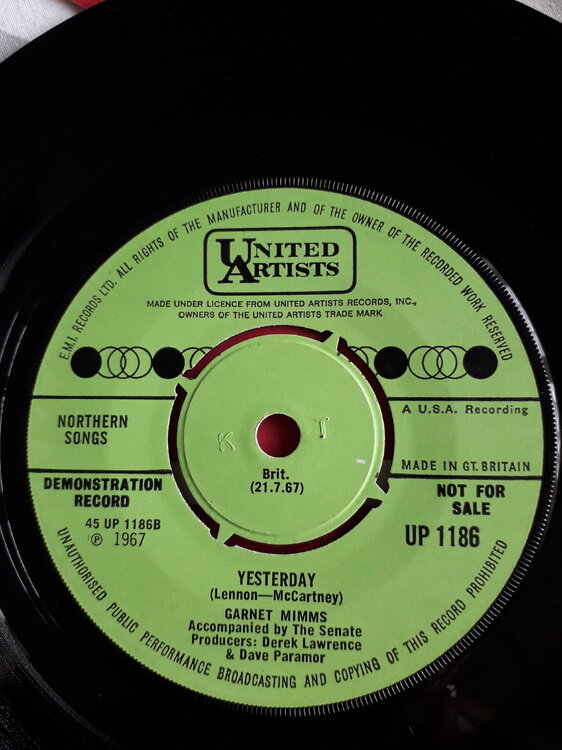 E.M.I. RECORDS LTD. ALL RIGHTS OF THE MANUFACTURER AND OF THE OWNER OF THE RECORDED WORK RESERVED
UNITED
ARTISTS
MADE UNDER LICENCE FROM UNITED ARTISTS RECORDS, INC.,
OWNERS OF THE UNITED ARTISTS TRADE MARK
NORTHERN
SONGS
A U.S.A. Recording
K T
MADE IN GT. BRITAIN
Brit.
(21.7.67)
DEMONSTRATION
RECORD
NOT FOR
SALE
45 UP 1186B
℗ 1967
UP 1186
YESTERDAY
(Lennon—McCartney)
GARNET MIMMS
Accompanied by The Senate
Producers: Derek Lawrence
& Dave Paramor
UNAUTHORISED PUBLIC PERFORMANCE BROADCASTING AND COPYING OF THIS RECORD PROHIBITED